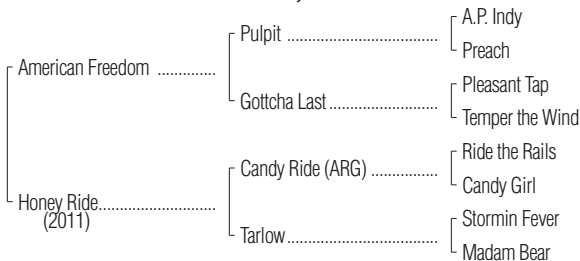 A.P. Indy
Pulpit ......................................
Preach
American Freedom ..............
Pleasant Tap
Gottcha Last ...........................
Temper the Wind
Ride the Rails
Candy Ride (ARG) .................
Candy Girl
Honey Ride..............................
(2011)
Stormin Fever
Tarlow ......................................
Madam Bear